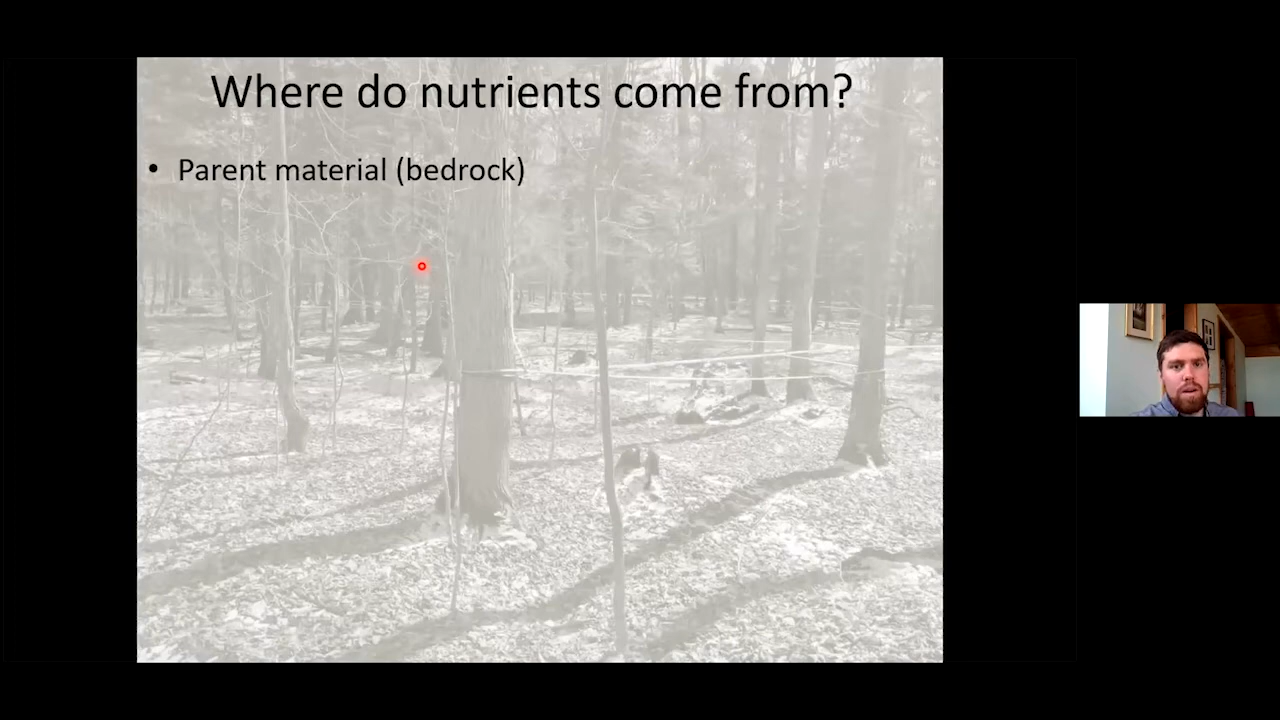 Where do nutrients come from?
• Parent material (bedrock)